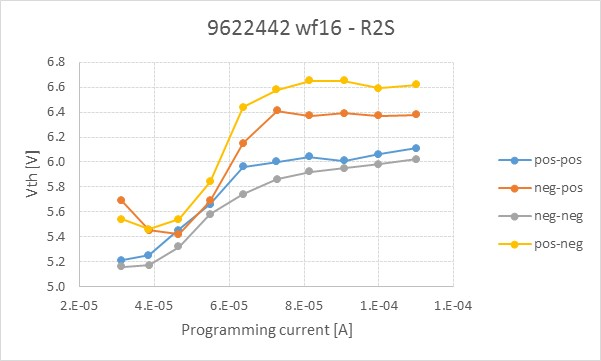 9622442 wf16 - R2S
6.8
6.6
6.4
6.2
6.0
5.8
5.6
5.4
5.2
5.0
Vth [V]
2.E-05 4.E-05 6.E-05 8.E-05 1.E-04 1.E-04
Programming current [A]
pos-pos
neg-pos
neg-neg
pos-neg